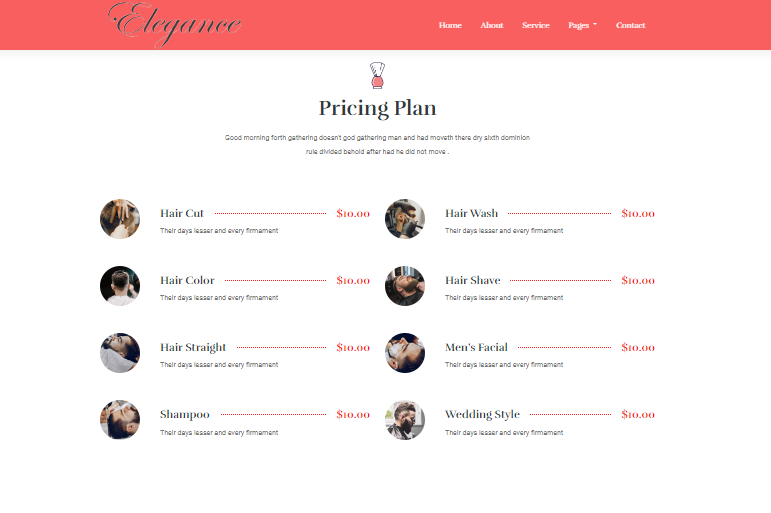 Elegance
Home About Service Pages Contact
Pricing Plan
Good morning forth gathering doesn't god gathering man and had moveth there dry sixth dominion
rule divided behold after had he did not move .
Hair Cut $10.00
Their days lesser and every firmament
Hair Wash $10.00
Their days lesser and every firmament
Hair Color $10.00
Their days lesser and every firmament
Hair Shave $10.00
Their days lesser and every firmament
Hair Straight $10.00
Their days lesser and every firmament
Men's Facial $10.00
Their days lesser and every firmament
Shampoo $10.00
Their days lesser and every firmament
Wedding Style $10.00
Their days lesser and every firmament